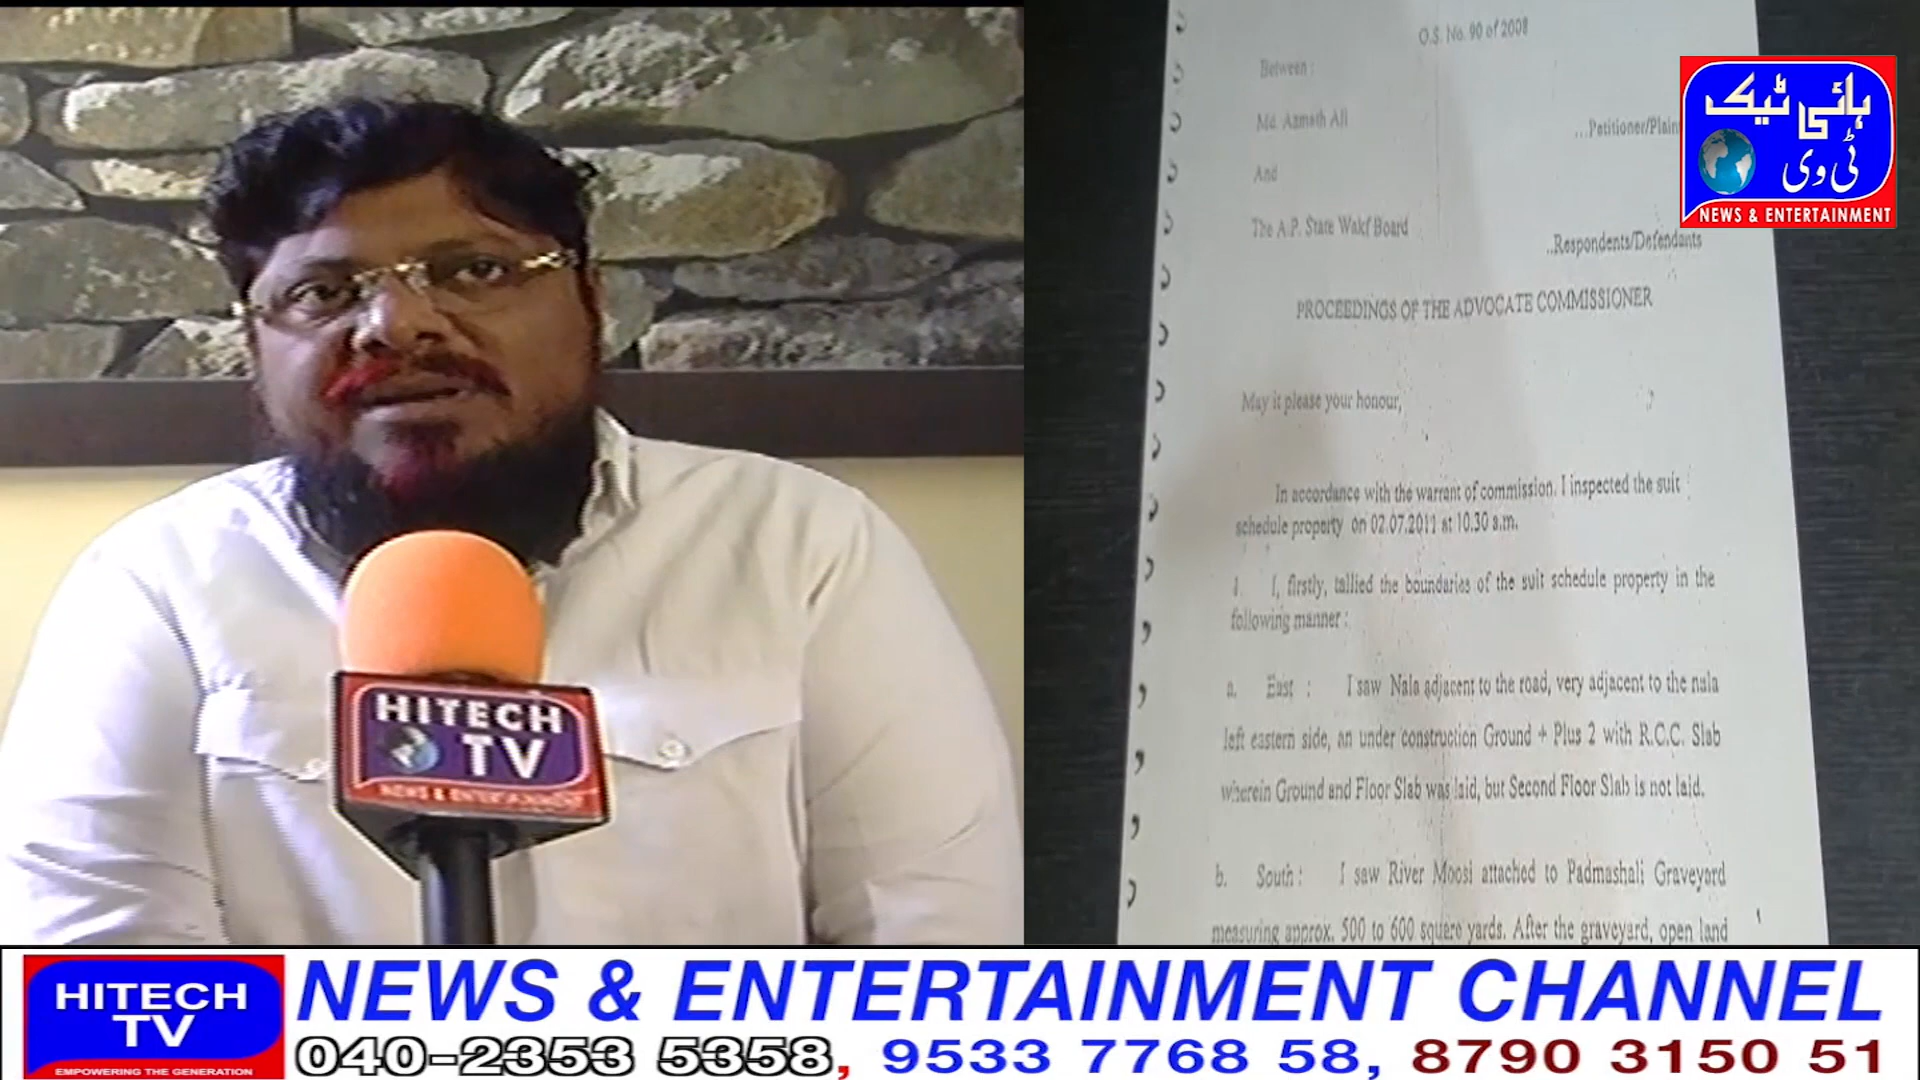 O.S. No. 90 of 2008
Between :
Md. Azmath Ali
...Petitioner/Plain
And
The A.P. State Wakf Board
..Respondents/Defendants
PROCEEDINGS OF THE ADVOCATE COMMISSIONER
May it please your honour,
In accordance with the warrant of commission. I inspected the suit
schedule property on 02.07.2011 at 10.30 a.m.
1. I, firstly, tallied the boundaries of the suit schedule property in the
following manner :
a. East : I saw Nala adjacent to the road, very adjacent to the nala
left eastern side, an under construction Ground + Plus 2 with R.C.C. Slab
wherein Ground and Floor Slab was laid, but Second Floor Slab is not laid.
b. South : I saw River Moosi attached to Padmashali Graveyard
measuring approx. 500 to 600 square yards. After the graveyard, open land
ہائی ٹیک
ٹی وی
NEWS & ENTERTAINMENT
HITECH
TV
NEWS & ENTERTAINMENT
HITECH
TV
EMPOWERING THE GENERATION
NEWS & ENTERTAINMENT CHANNEL
040-2353 5358, 9533 7768 58, 8790 3150 51